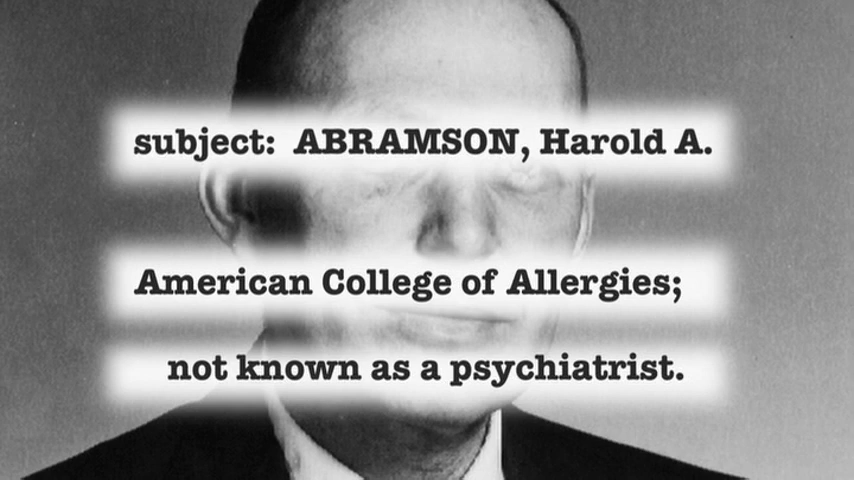 subject: ABRAMSON, Harold A.
American College of Allergies;
not known as a psychiatrist.